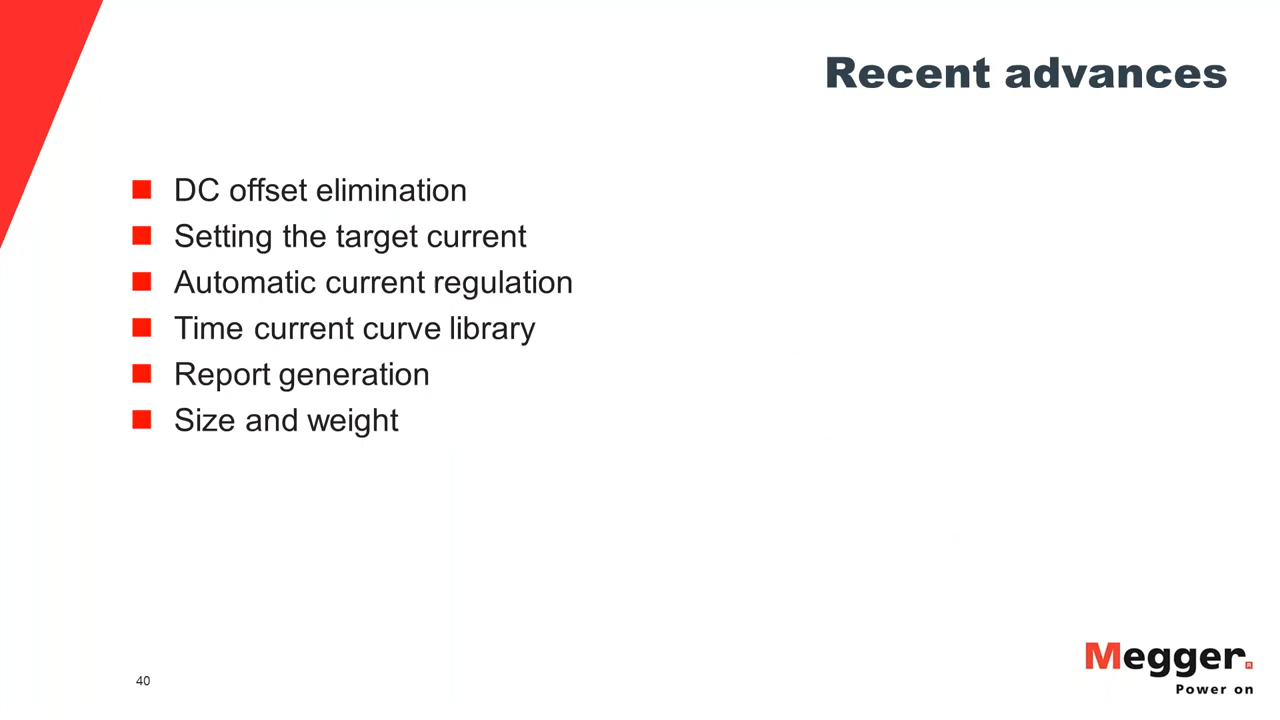 Recent advances
DC offset elimination
Setting the target current
Automatic current regulation
Time current curve library
Report generation
Size and weight
40
Megger.
Power on